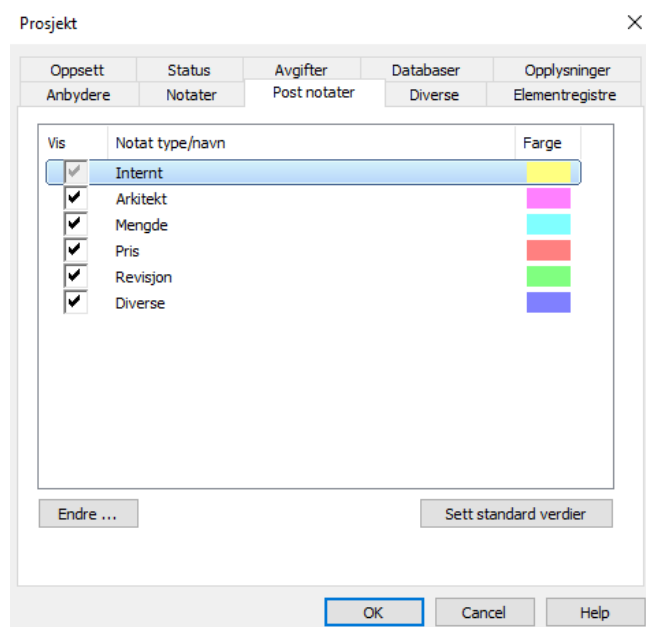 Prosjekt
Oppsett Status Avgifter Databaser Opplysninger
Anbydere Notater Post notater Diverse Elementregistre
Vis Notat type/navn Farge
Internt
Arkitekt
Mengde
Pris
Revisjon
Diverse
Endre ... Sett standard verdier
OK Cancel Help